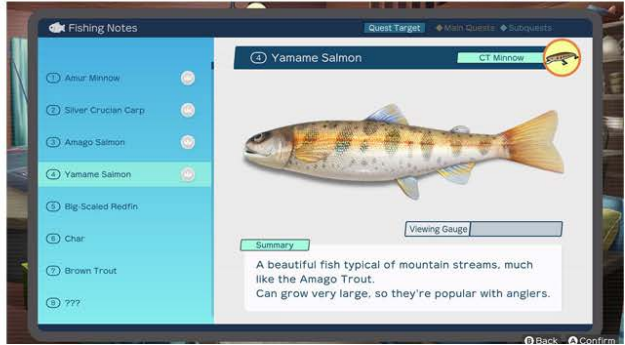 Fishing Notes
Quest Target ◆Main Quests ◆Subquests
④ Yamame Salmon
CT Minnow
① Amur Minnow
② Silver Crucian Carp
③ Amago Salmon
④ Yamame Salmon
⑤ Big-Scaled Redfin
⑥ Char
⑦ Brown Trout
⑧ ???
Viewing Gauge
Summary
A beautiful fish typical of mountain streams, much
like the Amago Trout.
Can grow very large, so they're popular with anglers.
B Back A Confirm